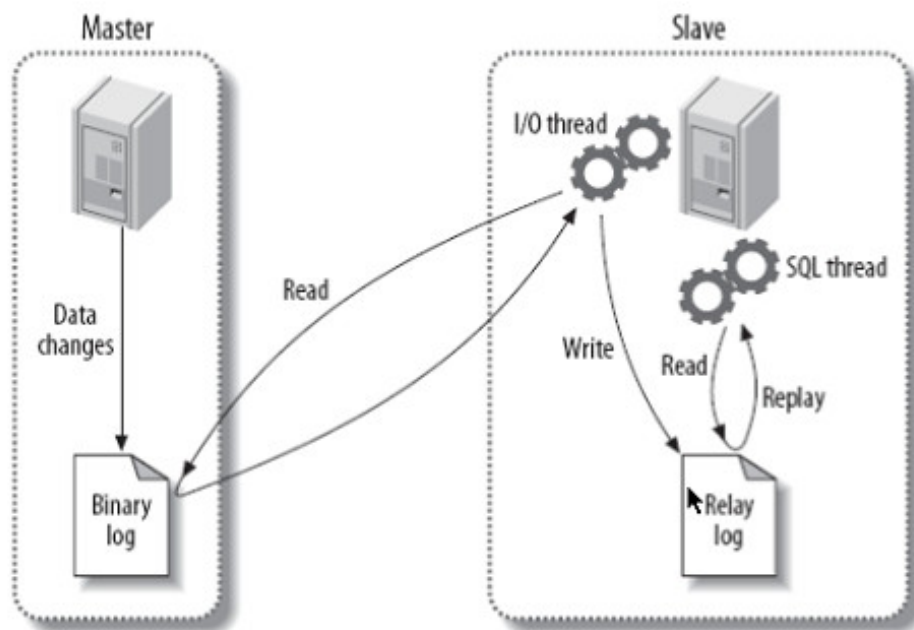 Master
Slave
I/O thread
SQL thread
Read
Data
changes
Write
Read
Replay
Binary
log
Relay
log